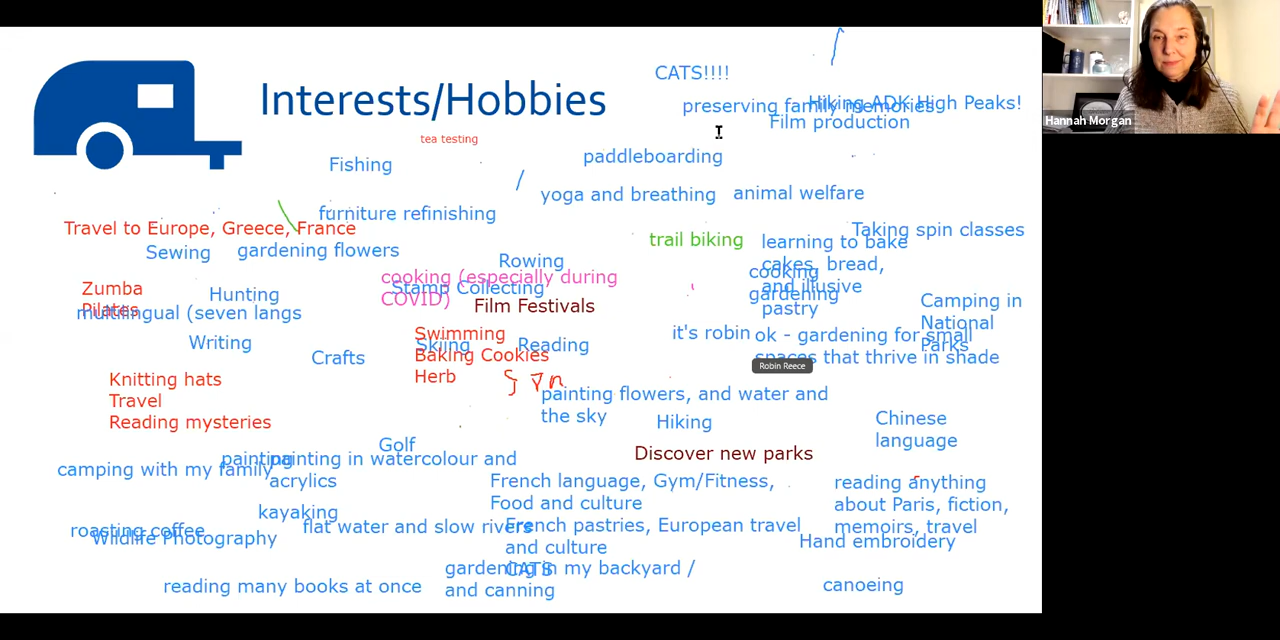 CATS!!!!
Interests/Hobbies
preserving family memories
Hiking ADK High Peaks!
Film production
Hannah Morgan
tea testing
Fishing
paddleboarding
yoga and breathing
animal welfare
furniture refinishing
Travel to Europe, Greece, France
Taking spin classes
trail biking
learning to bake
cakes, bread,
and illusive
pastry
Sewing
gardening flowers
Rowing
cooking (especially during
COVID)
Stamp Collecting
cooking
gardening
Zumba
Pilates
Hunting
Film Festivals
Camping in
National
Parks
multilingual (seven langs
Writing
Swimming
Baking Cookies
Herb
Skiing
Reading
it's robin
ok - gardening for small
spaces that thrive in shade
Crafts
Robin Reece
Knitting hats
Travel
Reading mysteries
painting flowers, and water and
the sky
Hiking
Chinese
language
Golf
Discover new parks
camping with my family
painting
painting in watercolour and
acrylics
French language, Gym/Fitness,
Food and culture
reading anything
about Paris, fiction,
memoirs, travel
kayaking
roasting coffee
flat water and slow rivers
French pastries, European travel
and culture
CATS
Wildlife Photography
Hand embroidery
gardening in my backyard /
and canning
reading many books at once
canoeing